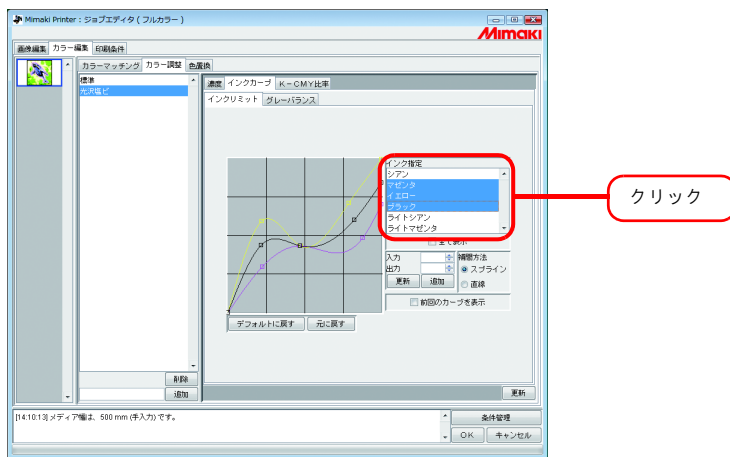 Mimaki Printer : ジョブエディタ ( フルカラー )
Mimaki
画像編集 カラー編集 印刷条件
カラーマッチング カラー調整 色置換
標準
光沢塩ビ
濃度 インクカーブ K－CMY比率
インクリミット グレーバランス
インク指定
シアン
マゼンタ
イエロー
ブラック
ライトシアン
ライトマゼンタ
クリック
全て表示
入力
出力
更新 追加
補間方法
スプライン
直線
前回のカーブを表示
デフォルトに戻す 元に戻す
削除
追加
更新
[14:10:13] メディア幅は、500 mm (手入力) です。
条件管理
OK キャンセル